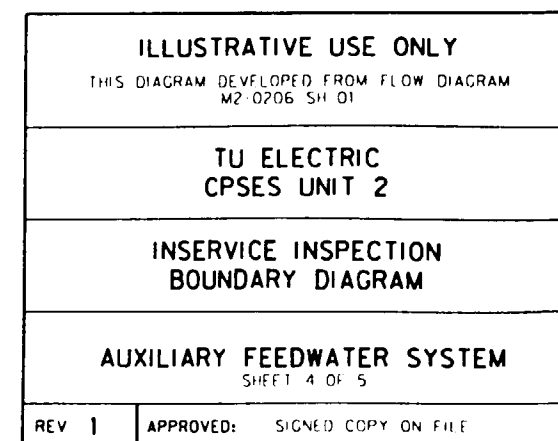 ILLUSTRATIVE USE ONLY
THIS DIAGRAM DEVELOPED FROM FLOW DIAGRAM
M2-0206 SH 01
TU ELECTRIC
CPSES UNIT 2
INSERVICE INSPECTION
BOUNDARY DIAGRAM
AUXILIARY FEEDWATER SYSTEM
SHEET 4 OF 5
REV 1 APPROVED: SIGNED COPY ON FILE